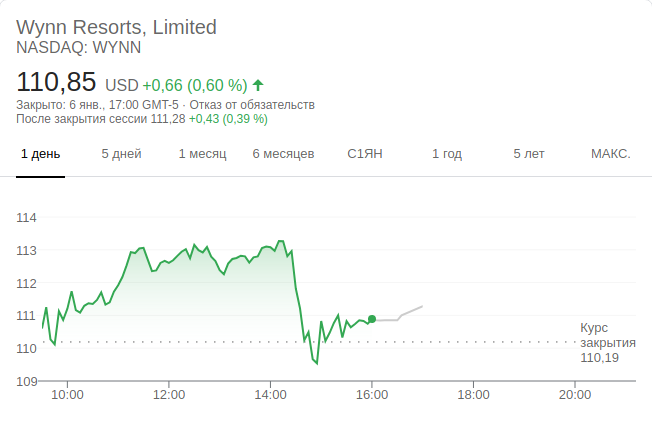 Wynn Resorts, Limited
NASDAQ: WYNN
110,85 USD +0,66 (0,60 %)
Закрыто: 6 янв., 17:00 GMT-5 · Отказ от обязательств
После закрытия сессии 111,28 +0,43 (0,39 %)
1 день 5 дней 1 месяц 6 месяцев С1ЯН 1 год 5 лет МАКС.
114
113
112
111
110
109
Курс
закрытия
110,19
10:00 12:00 14:00 16:00 18:00 20:00